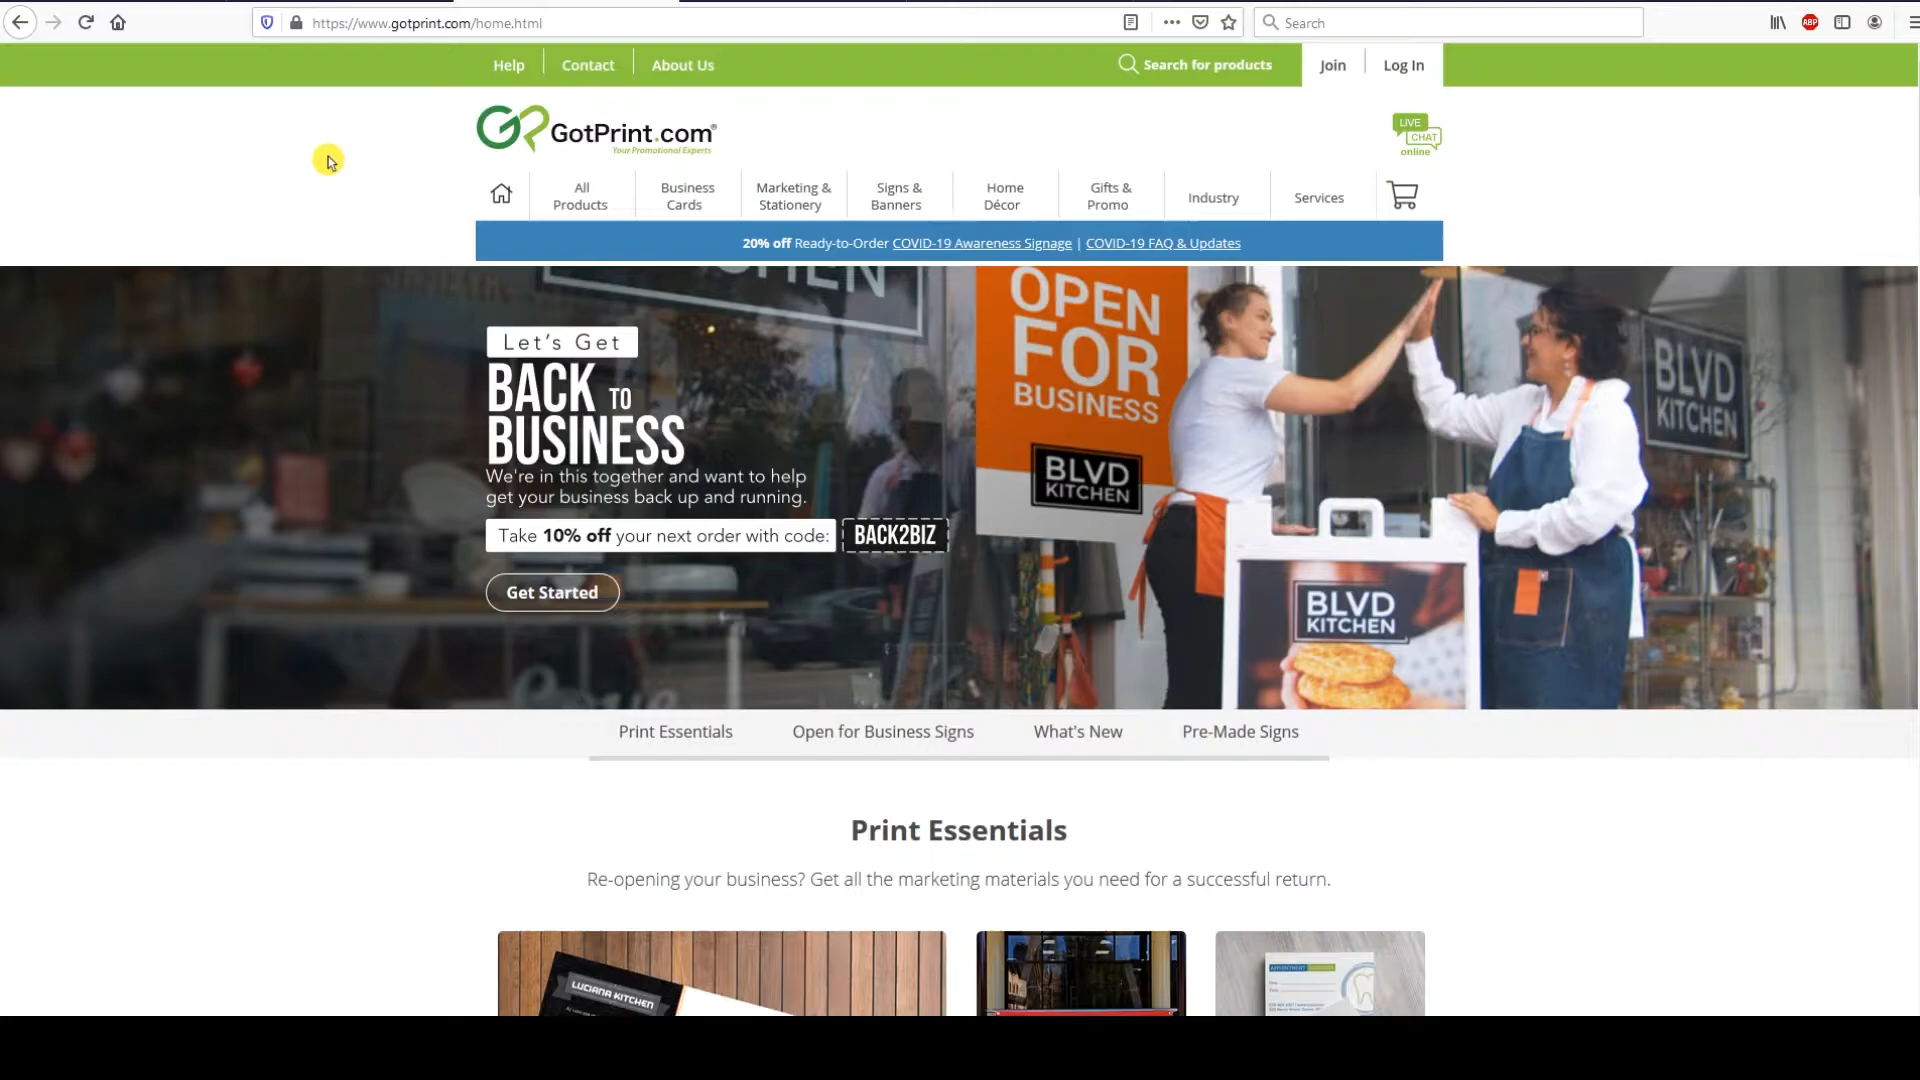 https://www.gotprint.com/home.html
Search
ABP
Help
Contact
About Us
Search for products
Join
Log In
GotPrint.com®
Your Promotional Experts
LIVE
CHAT
online
All
Products
Business
Cards
Marketing &
Stationery
Signs &
Banners
Home
Décor
Gifts &
Promo
Industry
Services
20% off Ready-to-Order COVID-19 Awareness Signage | COVID-19 FAQ & Updates
Let's Get
BACK TO
BUSINESS
We're in this together and want to help
get your business back up and running.
Take 10% off your next order with code: BACK2BIZ
Get Started
OPEN
FOR
BUSINESS
BLVD
KITCHEN
BLVD
KITCHEN
BLVD
KITCHEN
Print Essentials
Open for Business Signs
What's New
Pre-Made Signs
Print Essentials
Re-opening your business? Get all the marketing materials you need for a successful return.
LUCIANA KITCHEN